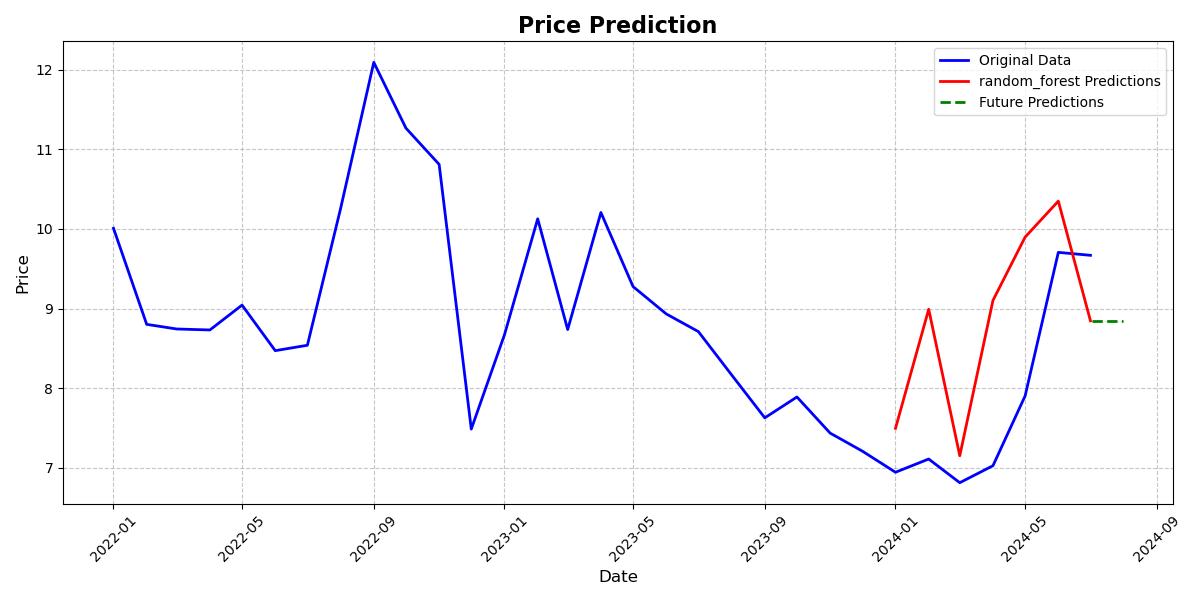 Price Prediction
Original Data
random_forest Predictions
Future Predictions
12
11
10
9
8
7
Price
2022-01
2022-05
2022-09
2023-01
2023-05
2023-09
2024-01
2024-05
2024-09
Date